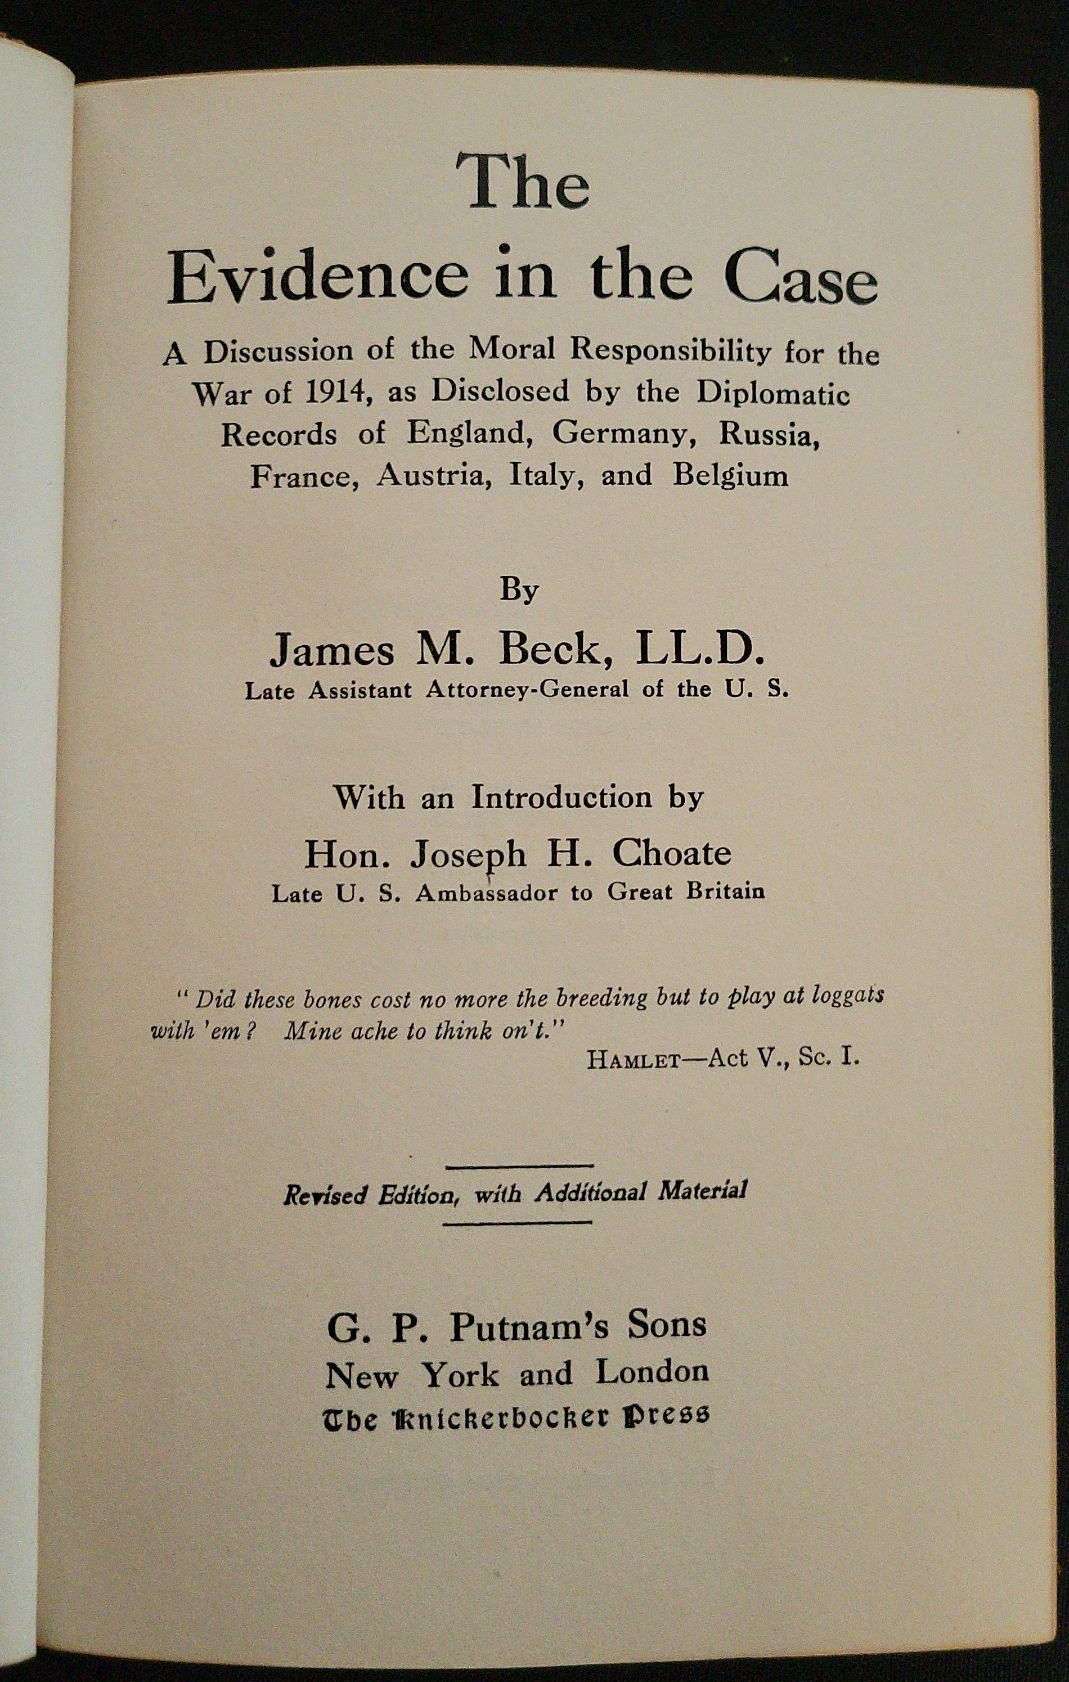 The
Evidence in the Case
A Discussion of the Moral Responsibility for the
War of 1914, as Disclosed by the Diplomatic
Records of England, Germany, Russia,
France, Austria, Italy, and Belgium
By
James M. Beck, LL.D.
Late Assistant Attorney-General of the U. S.
With an Introduction by
Hon. Joseph H. Choate
Late U. S. Ambassador to Great Britain
“Did these bones cost no more the breeding but to play at loggats
with 'em? Mine ache to think on't.”
HAMLET—Act V., Sc. I.
Revised Edition, with Additional Material
G. P. Putnam's Sons
New York and London
The Knickerbocker Press